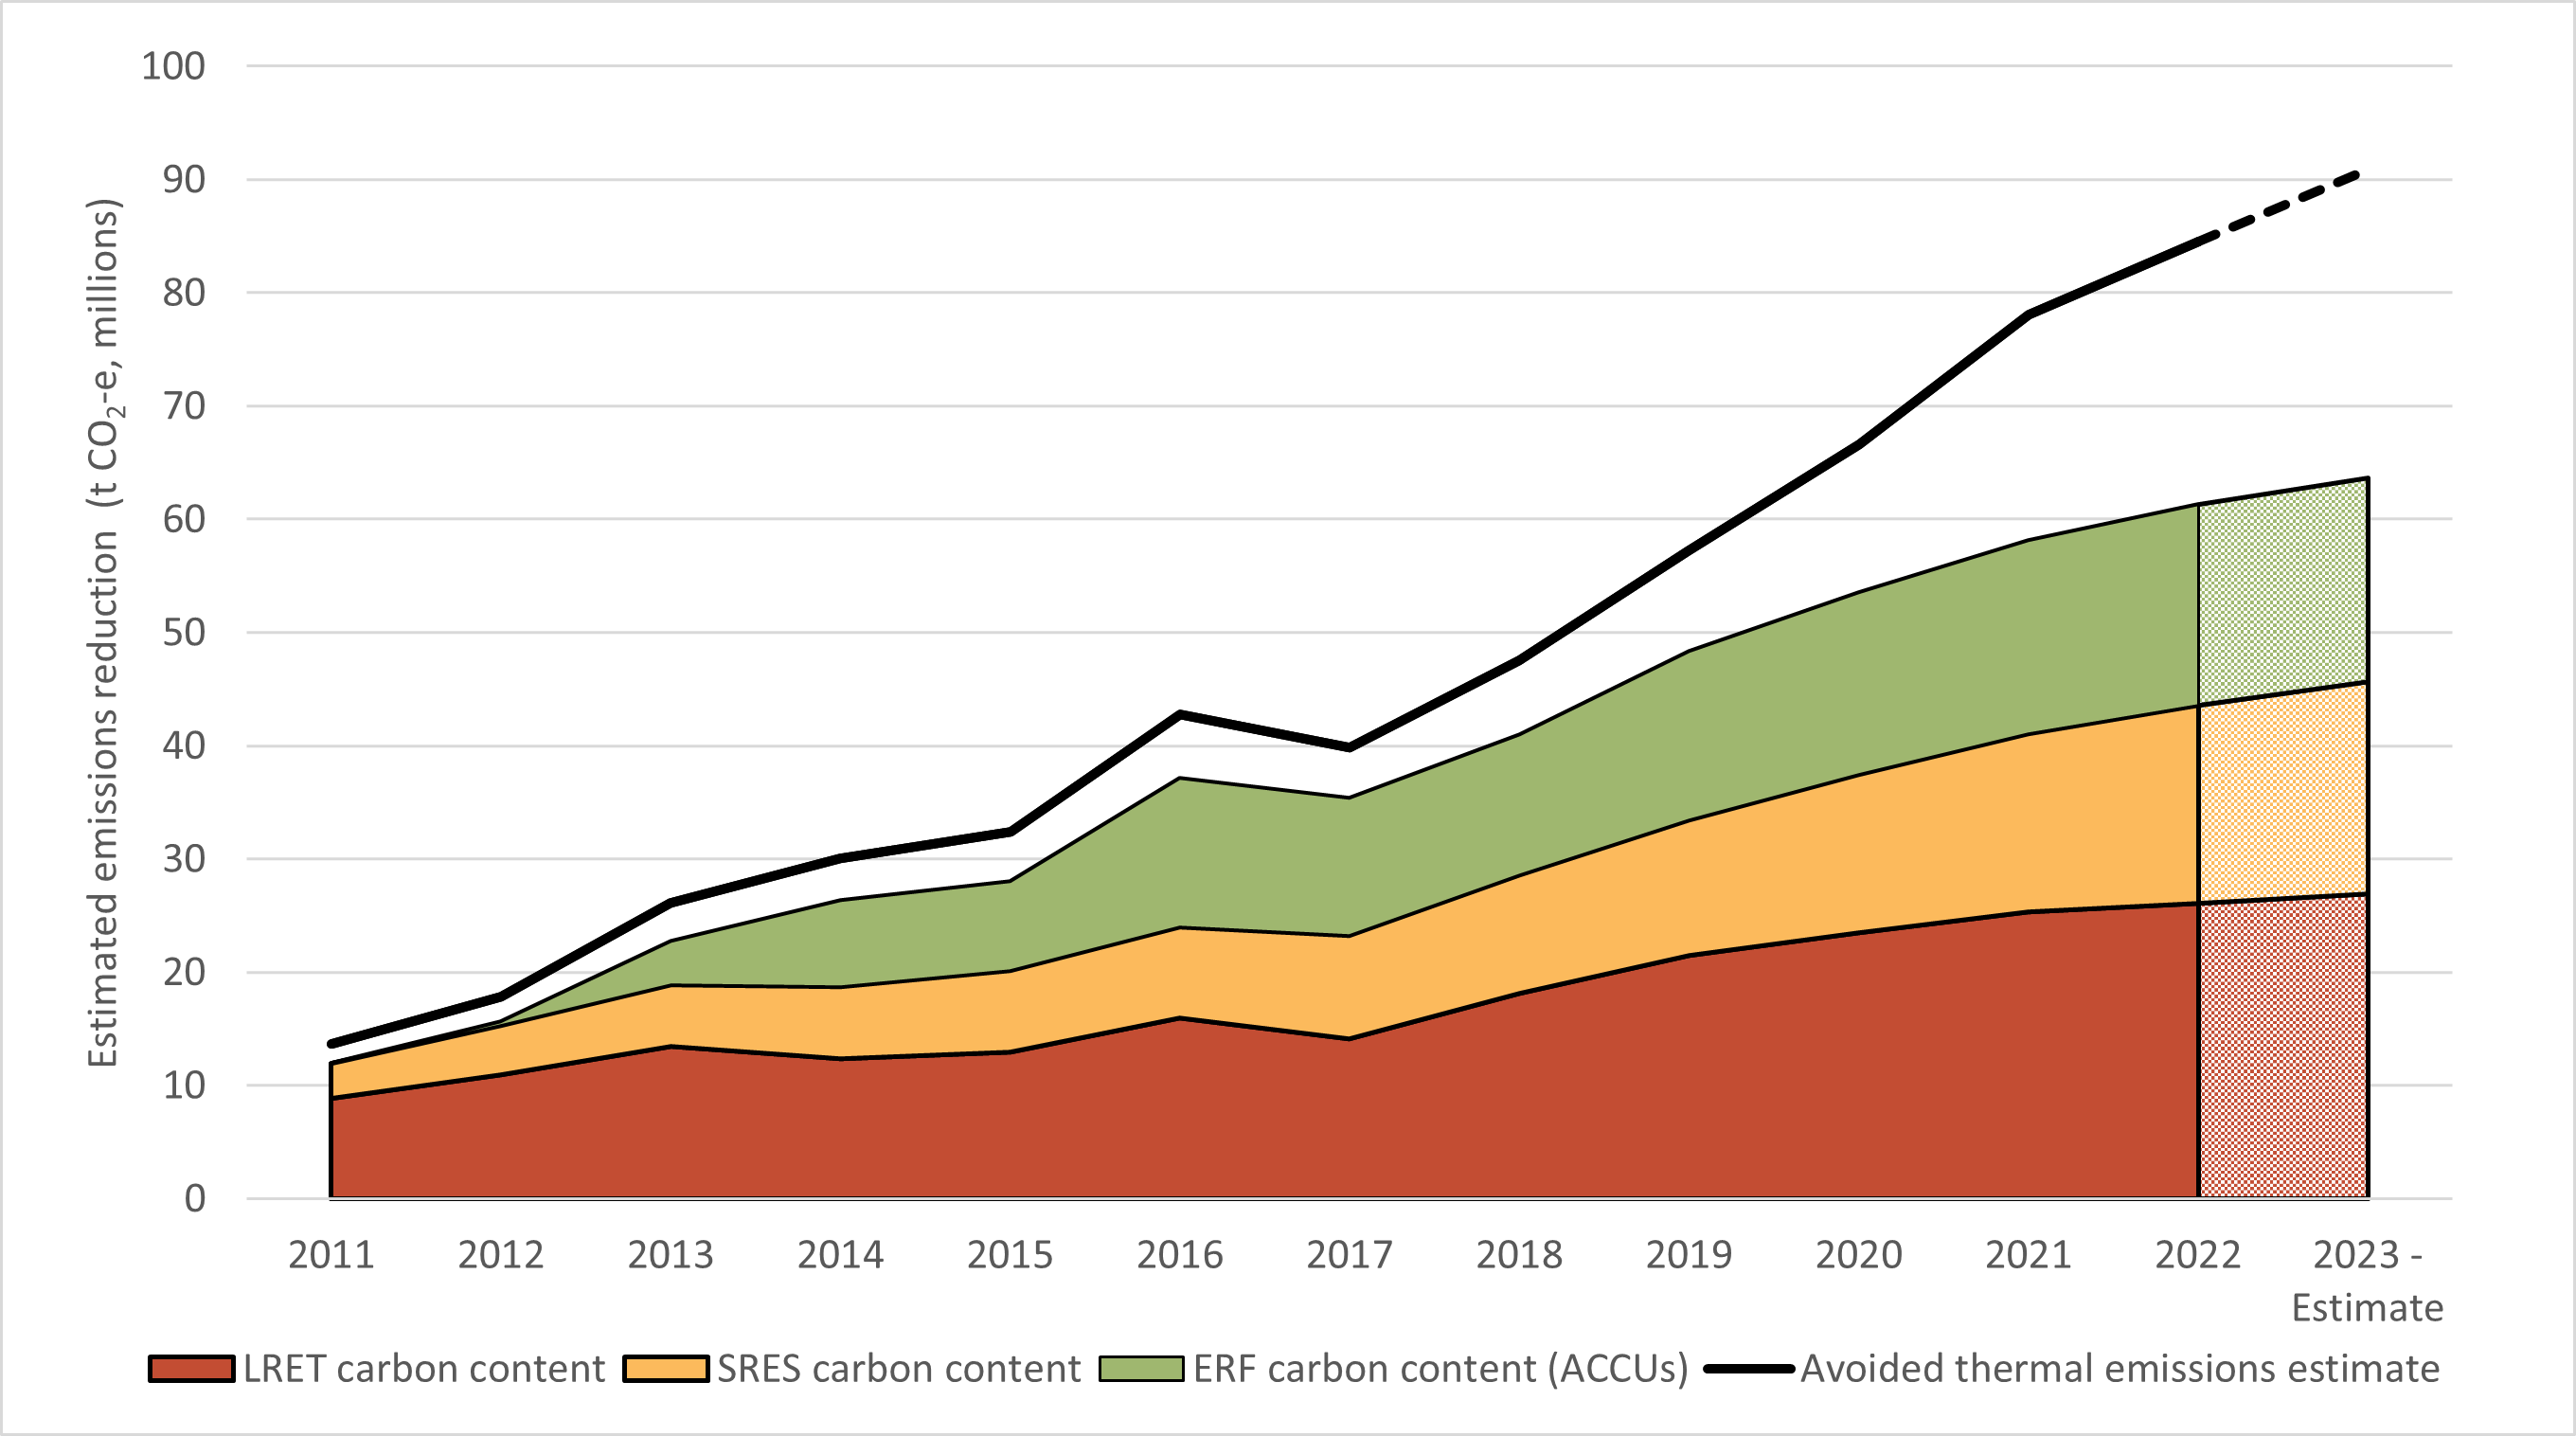 100
90
80
70
60
50
40
30
20
10
0
Estimated emissions reduction (t CO₂-e, millions)
2011 2012 2013 2014 2015 2016 2017 2018 2019 2020 2021 2022 2023 -
Estimate
LRET carbon content SRES carbon content ERF carbon content (ACCUs) Avoided thermal emissions estimate